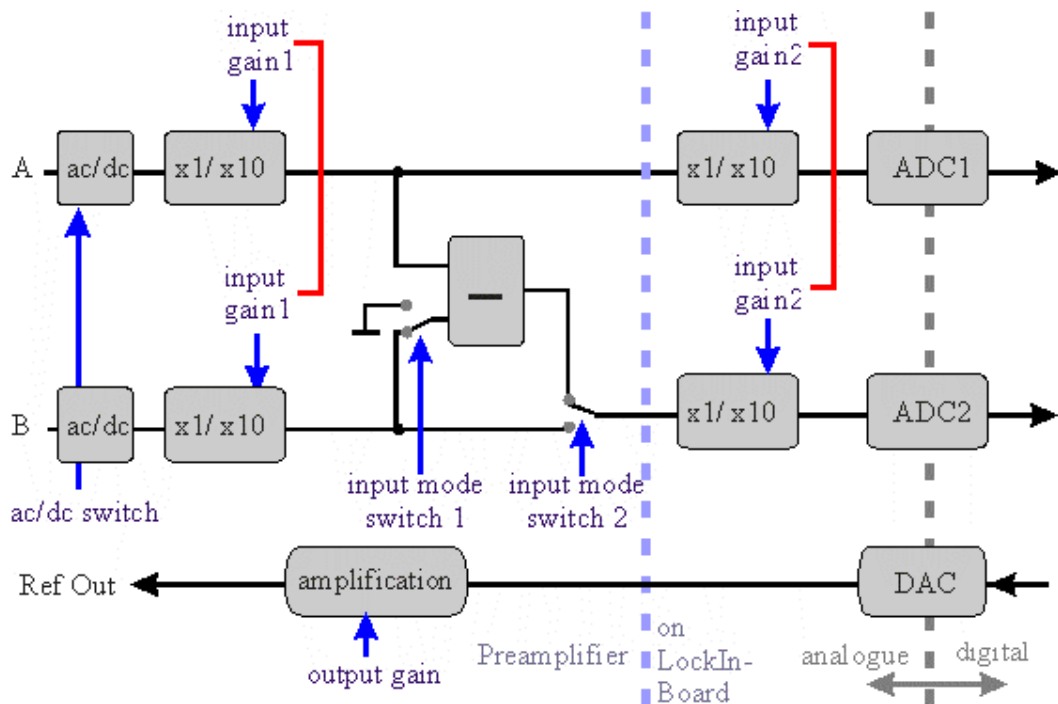 input
gain1
input
gain2
A
ac/dc
x1/ x10
x1/ x10
ADC1
input
gain1
input
gain2
B
ac/dc
x1/ x10
x1/ x10
ADC2
ac/dc switch
input mode
switch 1
input mode
switch 2
Ref Out
amplification
DAC
output gain
Preamplifier
on
LockIn-
Board
analogue
digital